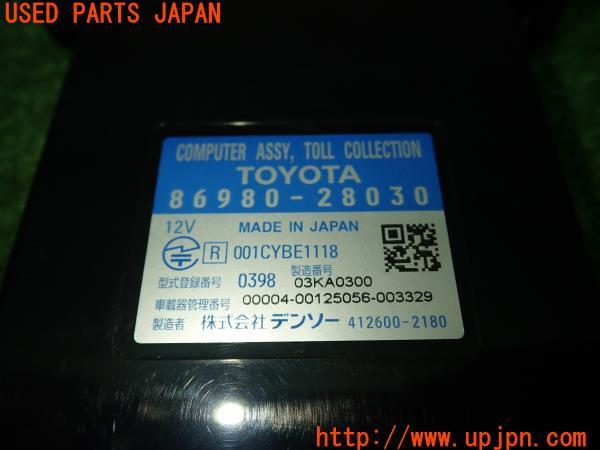 USED PARTS JAPAN
COMPUTER ASSY, TOLL COLLECTION
TOYOTA
86980-28030
12V MADE IN JAPAN
R 001CYBE1118
型式登録番号 0398 製造番号 03KA0300
車載器管理番号 00004-00125056-003329
製造者 株式会社 デンソー 412600-2180
http://www.upjpn.com/